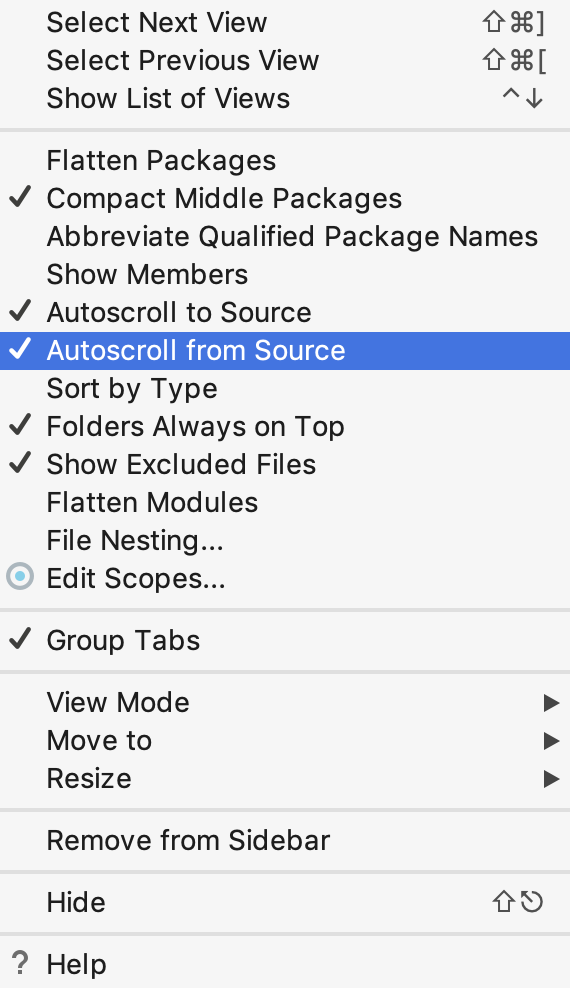 Select Next View ⇧⌘]
Select Previous View ⇧⌘[
Show List of Views ^↓
Flatten Packages
✓ Compact Middle Packages
Abbreviate Qualified Package Names
Show Members
✓ Autoscroll to Source
✓ Autoscroll from Source
Sort by Type
✓ Folders Always on Top
✓ Show Excluded Files
Flatten Modules
File Nesting...
Edit Scopes...
✓ Group Tabs
View Mode ▶
Move to ▶
Resize ▶
Remove from Sidebar
Hide ⇧⎋
? Help